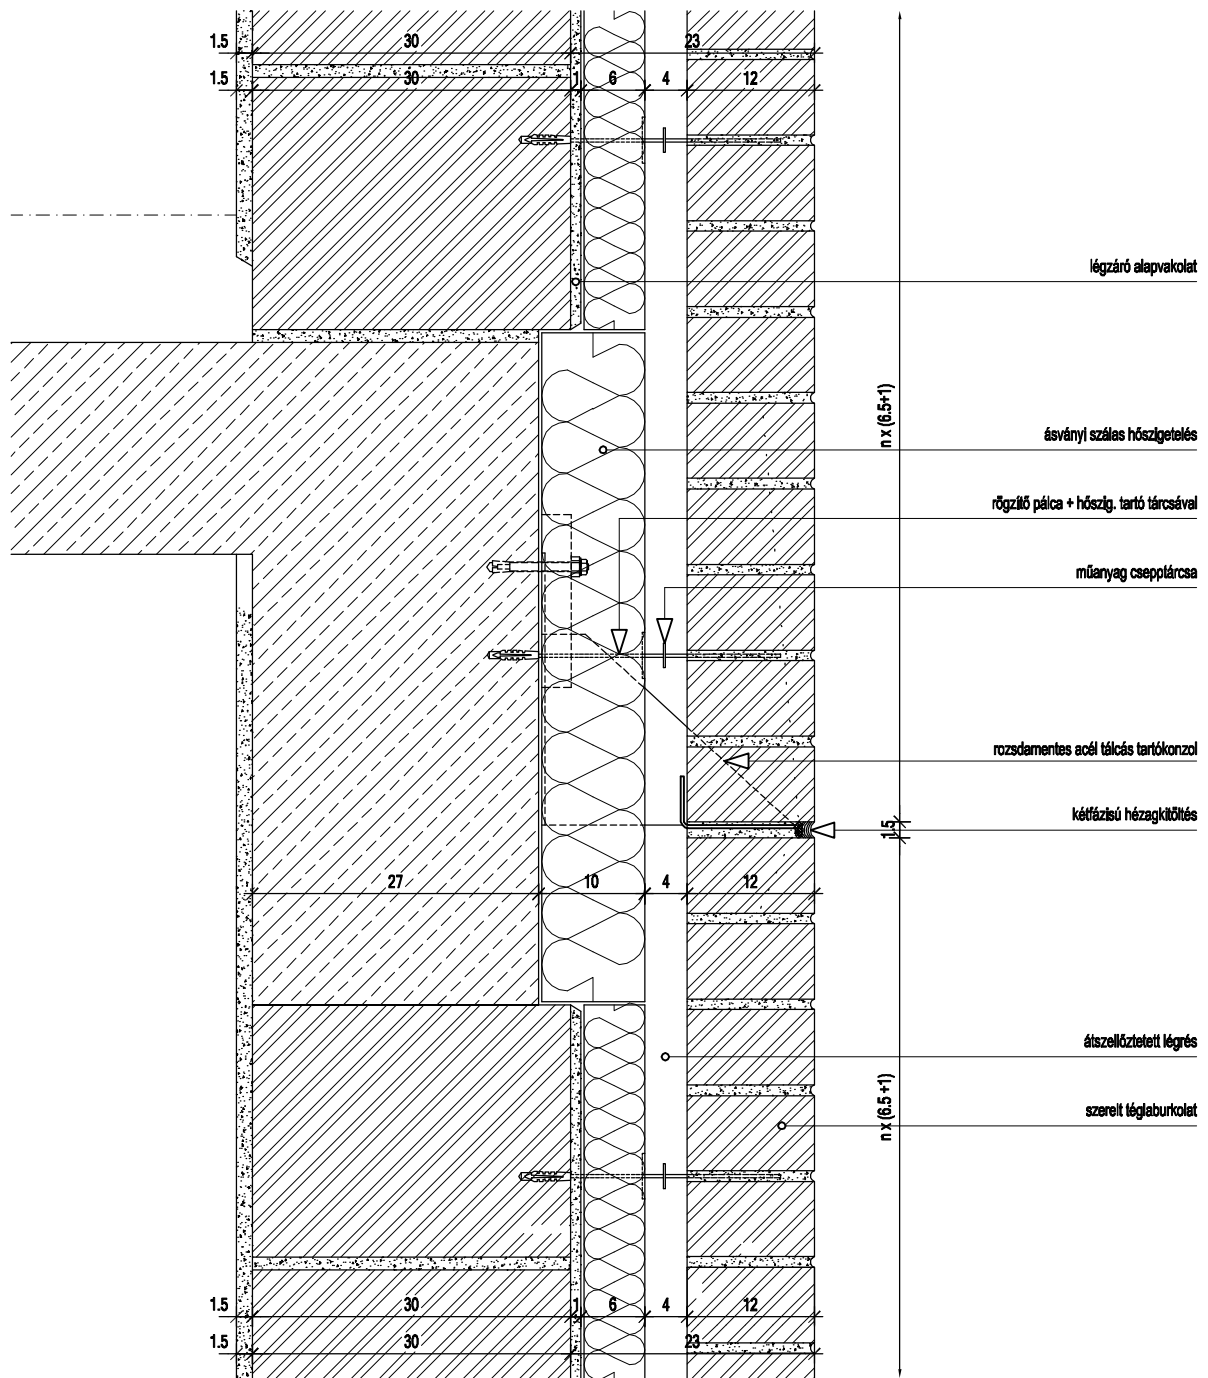 1.5 30 23
1.5 30 1 6 4 12
légzáró alapvakolat
n x (6.5+1)
ásványi szálas hőszigetelés
rögzítő pálca + hőszig. tartó tárcsával
műanyag csepptárcsa
rozsdamentes acél tálcás tartókonzol
kétfázisú hézagkitöltés
1.5
27 10 4 12
átszellőztetett légrés
n x (6.5 +1)
szerelt téglaburkolat
1.5 30 1 6 4 12
1.5 30 23